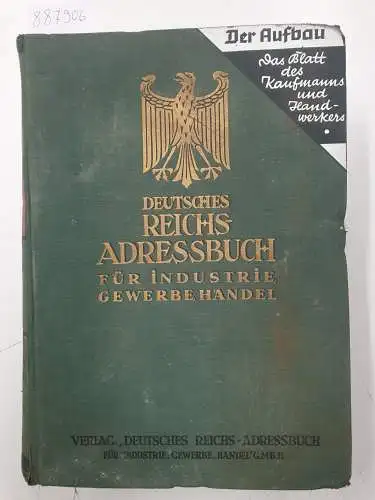 887906
Der Aufbau
Das Blatt
des
Kaufmanns
und
Hand-
werkers
DEUTSCHES
REICHS-
ADRESSBUCH
FÜR INDUSTRIE
GEWERBE HANDEL
VERLAG „DEUTSCHES REICHS-ADRESSBUCH
FÜR INDUSTRIE, GEWERBE, HANDEL" G.M.B.H.